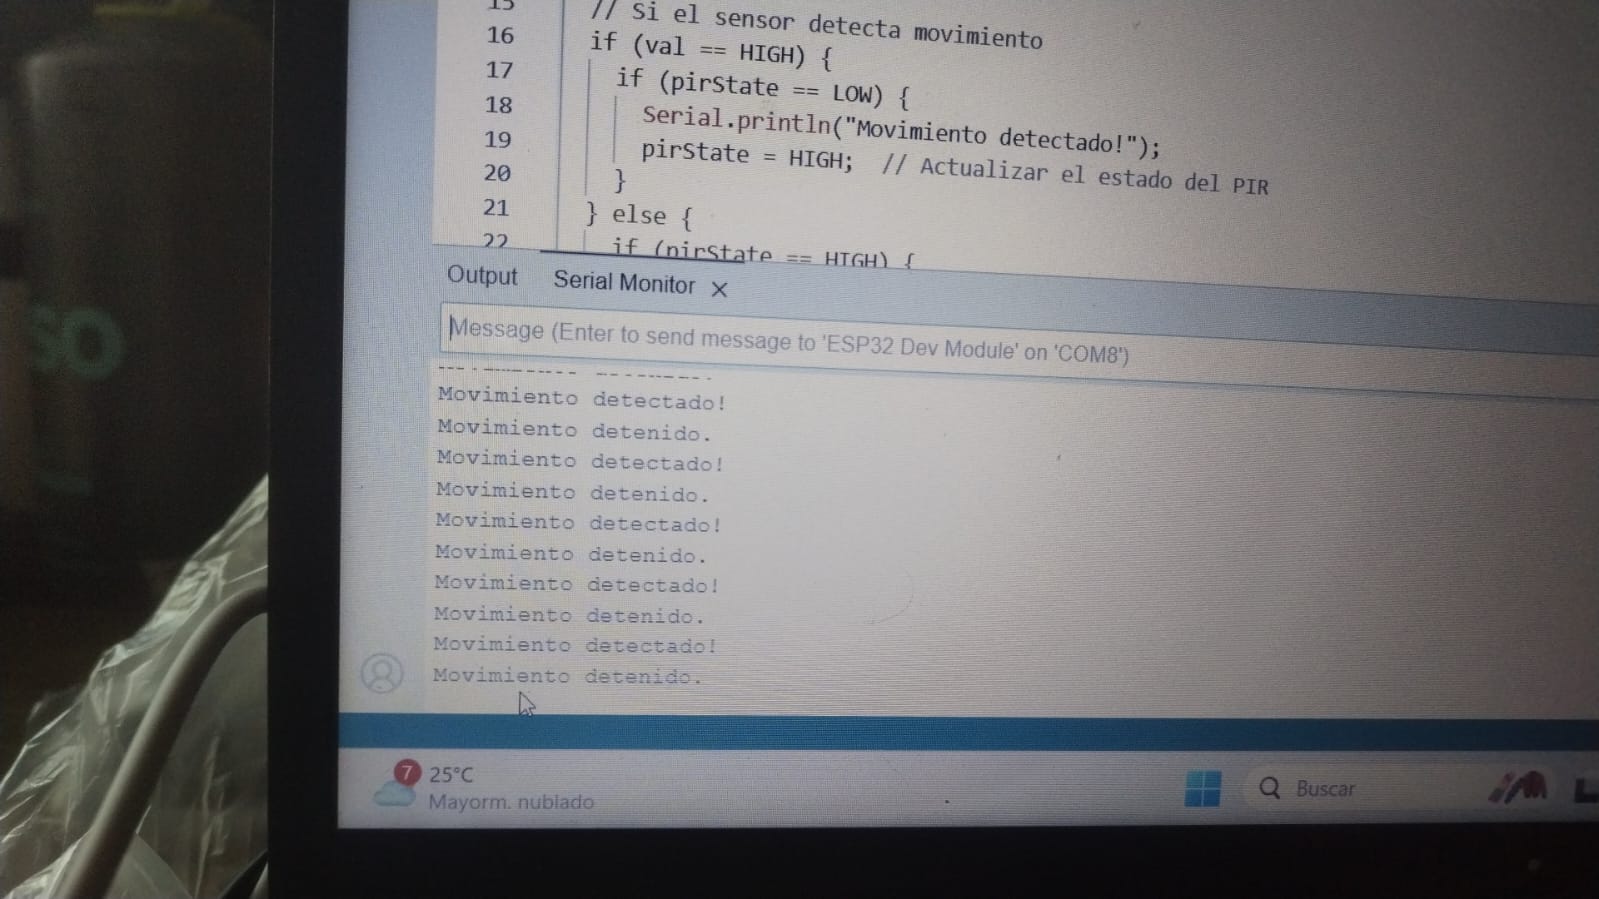 15 // Si el sensor detecta movimiento
16 if (val == HIGH) {
17 if (pirState == LOW) {
18 Serial.println("Movimiento detectado!");
19 pirState = HIGH; // Actualizar el estado del PIR
20 }
21 } else {
22 if (pirState == HIGH) {
Output Serial Monitor ×
Message (Enter to send message to 'ESP32 Dev Module' on 'COM8')
Movimiento detectado!
Movimiento detenido.
Movimiento detectado!
Movimiento detenido.
Movimiento detectado!
Movimiento detenido.
Movimiento detectado!
Movimiento detenido.
Movimiento detectado!
Movimiento detenido.
7 25°C
Mayorm. nublado
Buscar
SO